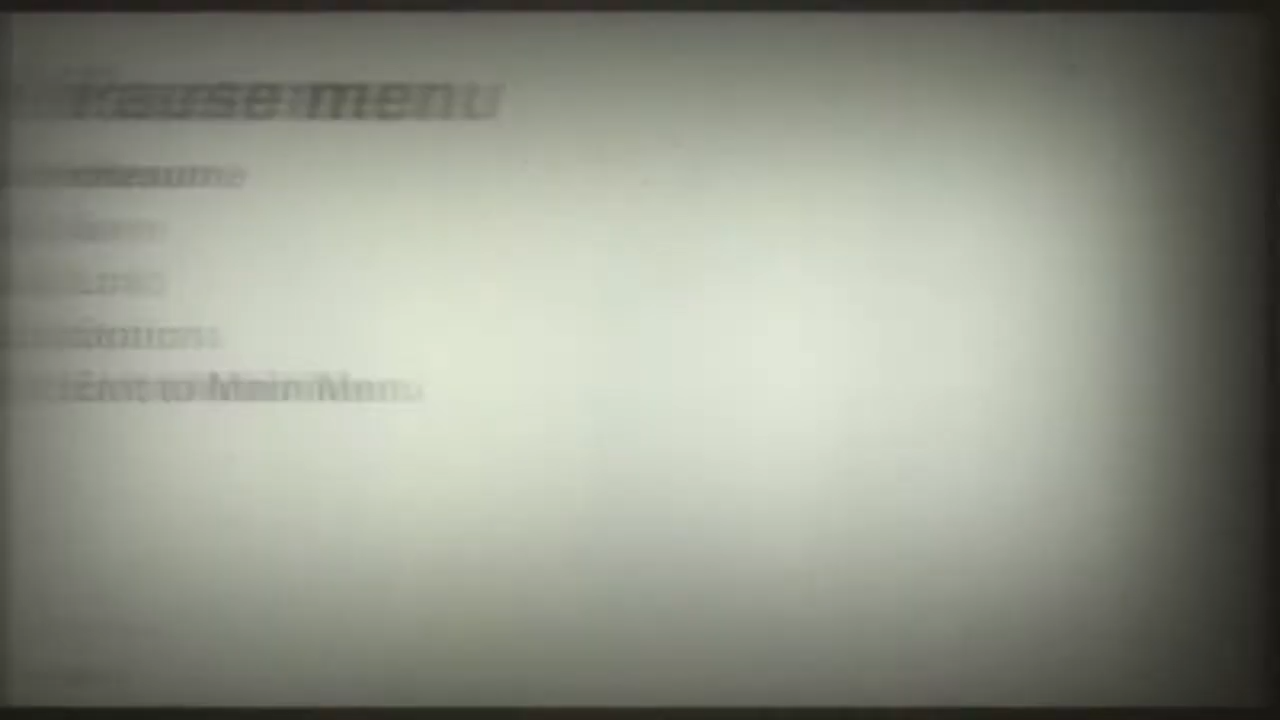 Pause menu
Resume
Save
Load
Options
Exit to Main Menu